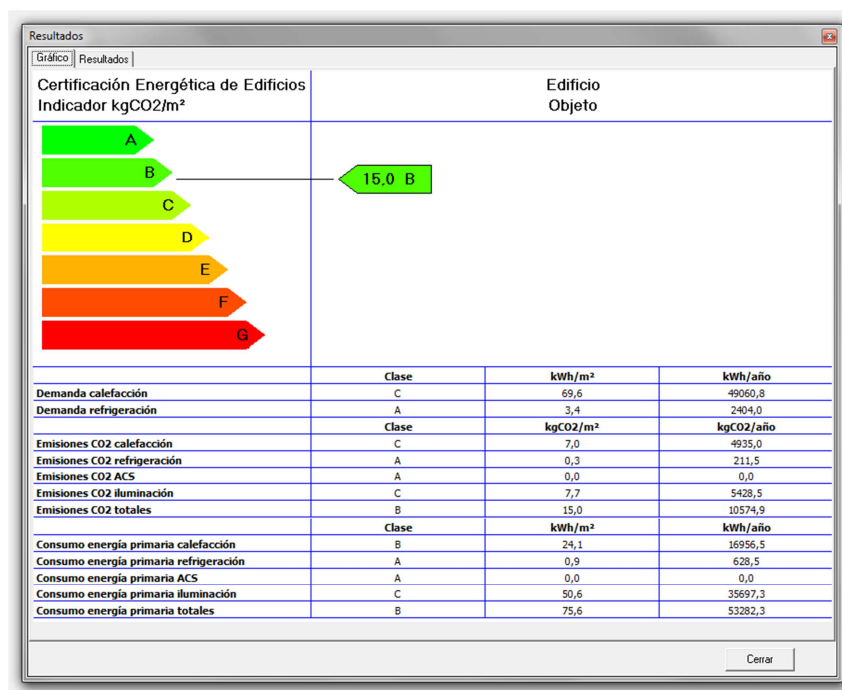 Resultados
Gráfico Resultados
Certificación Energética de Edificios
Indicador kgCO2/m²
Edificio
Objeto
A
B
15,0 B
C
D
E
F
G
Clase kWh/m² kWh/año
Demanda calefacción C 69,6 49060,8
Demanda refrigeración A 3,4 2404,0
Clase kgCO2/m² kgCO2/año
Emisiones CO2 calefacción C 7,0 4935,0
Emisiones CO2 refrigeración A 0,3 211,5
Emisiones CO2 ACS A 0,0 0,0
Emisiones CO2 iluminación C 7,7 5428,5
Emisiones CO2 totales B 15,0 10574,9
Clase kWh/m² kWh/año
Consumo energía primaria calefacción B 24,1 16956,5
Consumo energía primaria refrigeración A 0,9 628,5
Consumo energía primaria ACS A 0,0 0,0
Consumo energía primaria iluminación C 50,6 35697,3
Consumo energía primaria totales B 75,6 53282,3
Cerrar